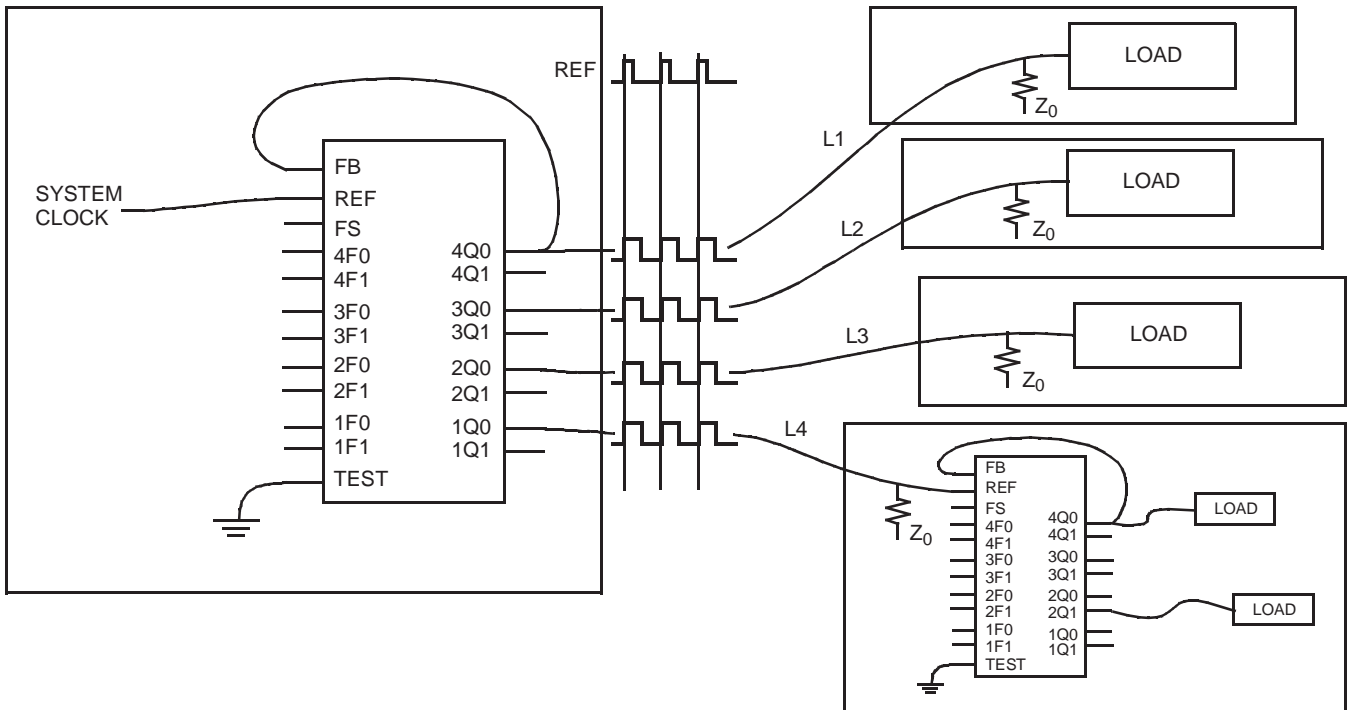 SYSTEM
CLOCK
FB
REF
FS
4F0
4F1
3F0
3F1
2F0
2F1
1F0
1F1
TEST
4Q0
4Q1
3Q0
3Q1
2Q0
2Q1
1Q0
1Q1
REF
L1
L2
L3
L4
LOAD
Z0
LOAD
Z0
LOAD
Z0
Z0
FB
REF
FS
4F0
4F1
3F0
3F1
2F0
2F1
1F0
1F1
TEST
4Q0
4Q1
3Q0
3Q1
2Q0
2Q1
1Q0
1Q1
LOAD
LOAD